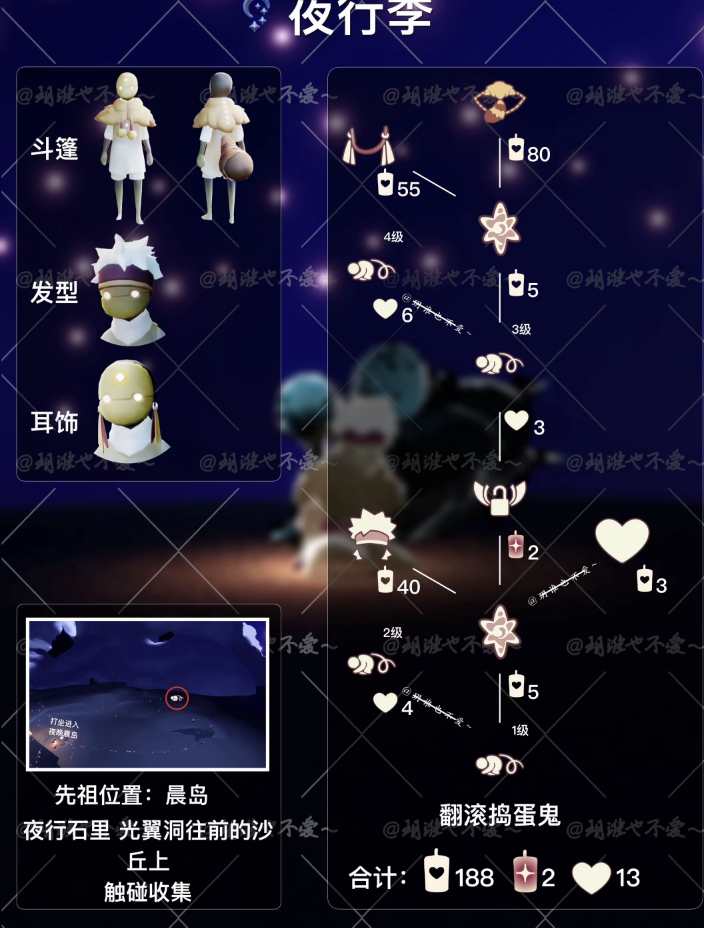 夜行季
斗篷
发型
耳饰
80
55
4级
5
6
3级
3
2
40
3
2级
5
4
1级
翻滚捣蛋鬼
合计: 188 2 13
打坐进入
夜晚晨岛
先祖位置：晨岛
夜行石里 光翼洞往前的沙
丘上
触碰收集